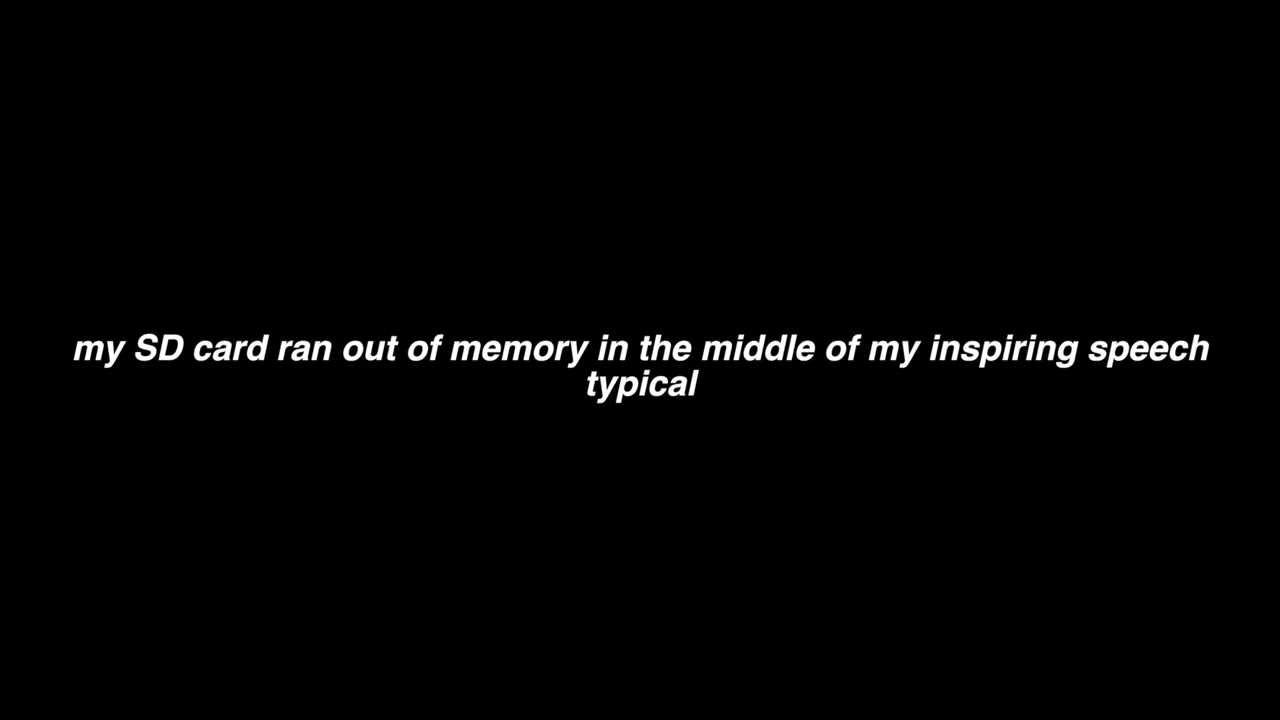 my SD card ran out of memory in the middle of my inspiring speech
typical